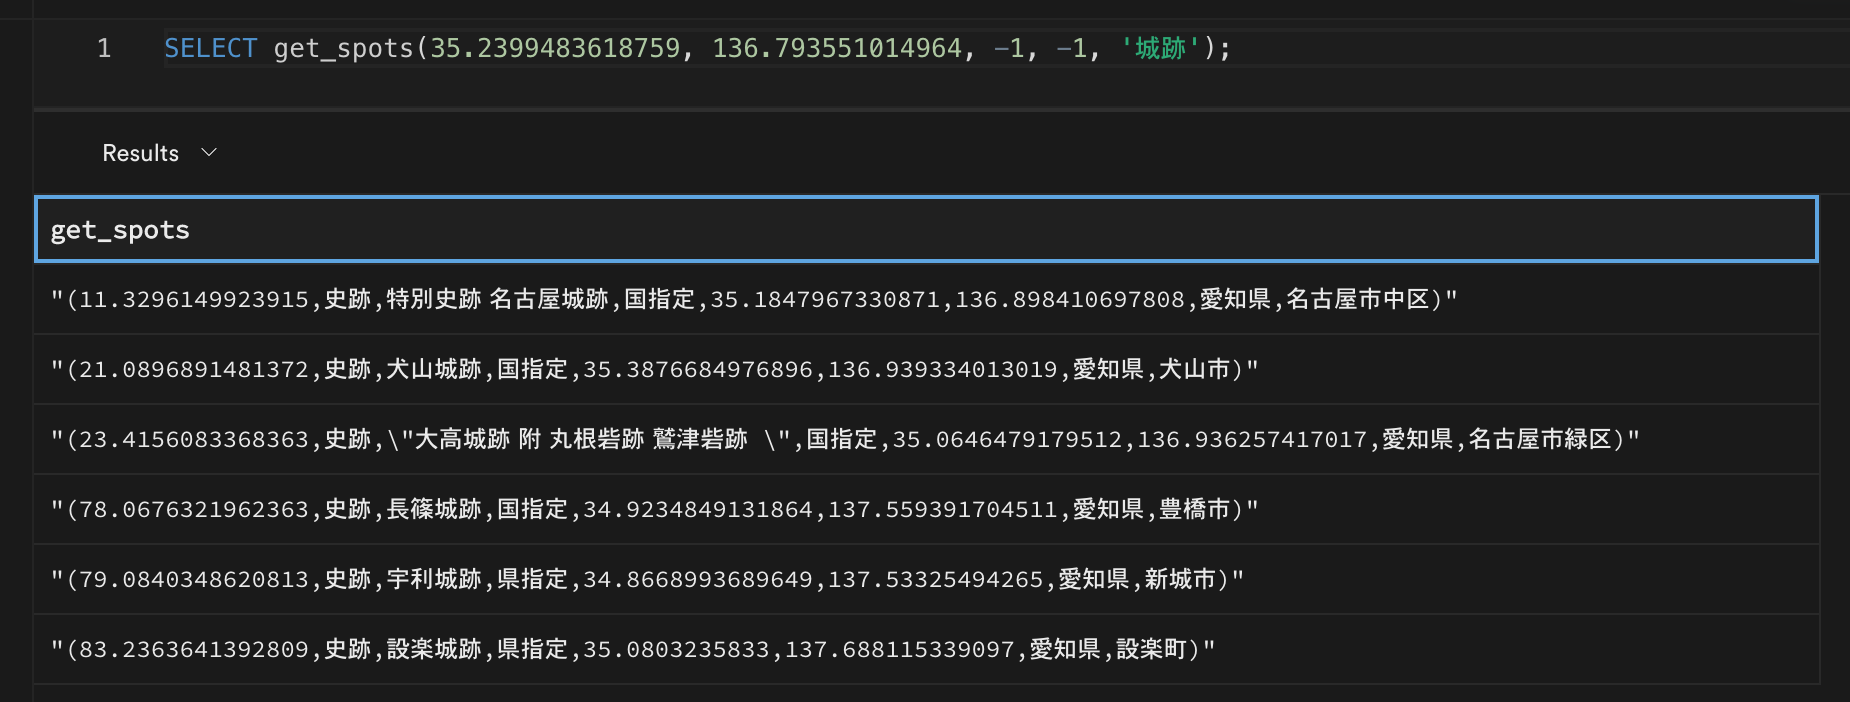 1 SELECT get_spots(35.2399483618759, 136.793551014964, -1, -1, '城跡');
Results
get_spots
"(11.3296149923915,史跡,特別史跡 名古屋城跡,国指定,35.1847967330871,136.898410697808,愛知県,名古屋市中区)"
"(21.0896891481372,史跡,犬山城跡,国指定,35.3876684976896,136.939334013019,愛知県,犬山市)"
"(23.4156083368363,史跡,\"大高城跡 附 丸根砦跡 鷲津砦跡  \",国指定,35.0646479179512,136.936257417017,愛知県,名古屋市緑区)"
"(78.0676321962363,史跡,長篠城跡,国指定,34.9234849131864,137.559391704511,愛知県,豊橋市)"
"(79.0840348620813,史跡,宇利城跡,県指定,34.8668993689649,137.53325494265,愛知県,新城市)"
"(83.2363641392809,史跡,設楽城跡,県指定,35.0803235833,137.688115339097,愛知県,設楽町)"